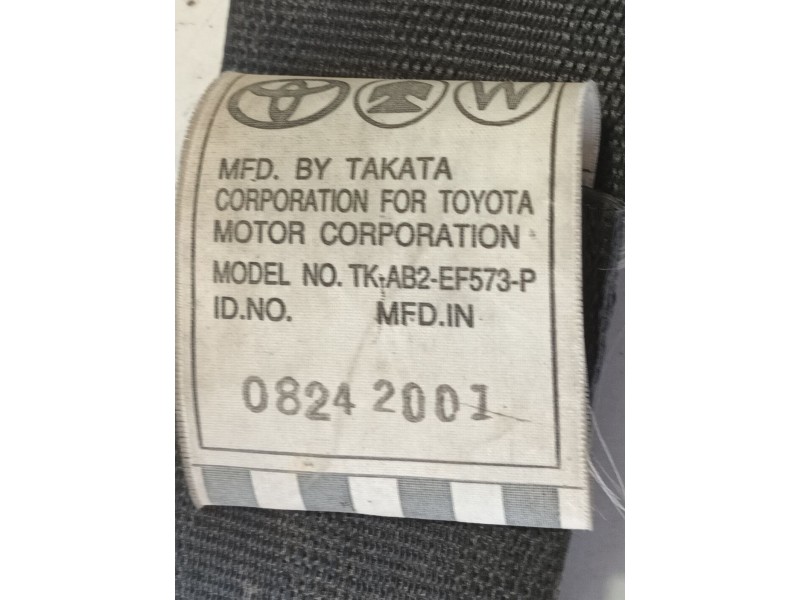 W
MFD. BY TAKATA
CORPORATION FOR TOYOTA
MOTOR CORPORATION
MODEL NO. TK-AB2-EF573-P
ID.NO. MFD.IN
0824 2001